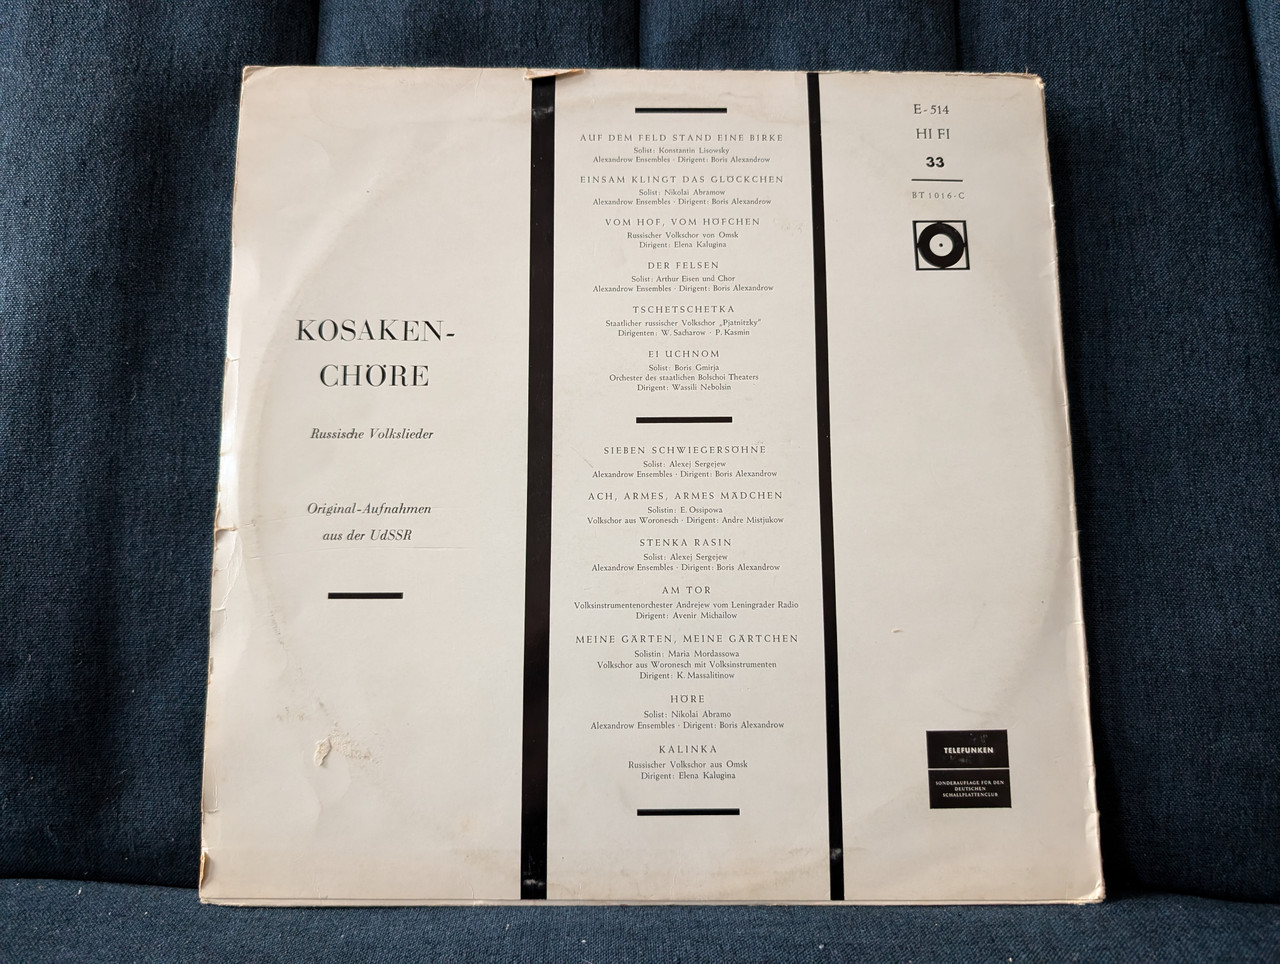 KOSAKEN-
CHÖRE
Russische Volkslieder
Original-Aufnahmen
aus der UdSSR
AUF DEM FELD STAND EINE BIRKE
Solist: Konstantin Lisowsky
Alexandrow Ensembles · Dirigent: Boris Alexandrow
EINSAM KLINGT DAS GLÖCKCHEN
Solist: Nikolai Abramow
Alexandrow Ensembles · Dirigent: Boris Alexandrow
VOM HOF, VOM HÖFCHEN
Russischer Volkschor von Omsk
Dirigent: Elena Kalugina
DER FELSEN
Solist: Arthur Eisen und Chor
Alexandrow Ensembles · Dirigent: Boris Alexandrow
TSCHETSCHETKA
Staatlicher russischer Volkschor „Pjatnitzky"
Dirigenten: W. Sacharow · P. Kasmin
EI UCHNOM
Solist: Boris Gmirja
Orchester des staatlichen Bolschoi Theaters
Dirigent: Wassili Nebolsin
SIEBEN SCHWIEGERSÖHNE
Solist: Alexej Sergejew
Alexandrow Ensembles · Dirigent: Boris Alexandrow
ACH, ARMES, ARMES MÄDCHEN
Solistin: E. Ossipowa
Volkschor aus Woronesch · Dirigent: Andre Mistjukow
STENKA RASIN
Solist: Alexej Sergejew
Alexandrow Ensembles · Dirigent: Boris Alexandrow
AM TOR
Volksinstrumentenorchester Andrejew vom Leningrader Radio
Dirigent: Avenir Michailow
MEINE GÄRTEN, MEINE GÄRTCHEN
Solistin: Maria Mordassowa
Volkschor aus Woronesch mit Volksinstrumenten
Dirigent: K. Massalitinow
HÖRE
Solist: Nikolai Abramo
Alexandrow Ensembles · Dirigent: Boris Alexandrow
KALINKA
Russischer Volkschor aus Omsk
Dirigent: Elena Kalugina
E-514
HI FI
33
BT 1016-C
TELEFUNKEN
SONDERAUFLAGE FÜR DEN
DEUTSCHEN
SCHALLPLATTENCLUB